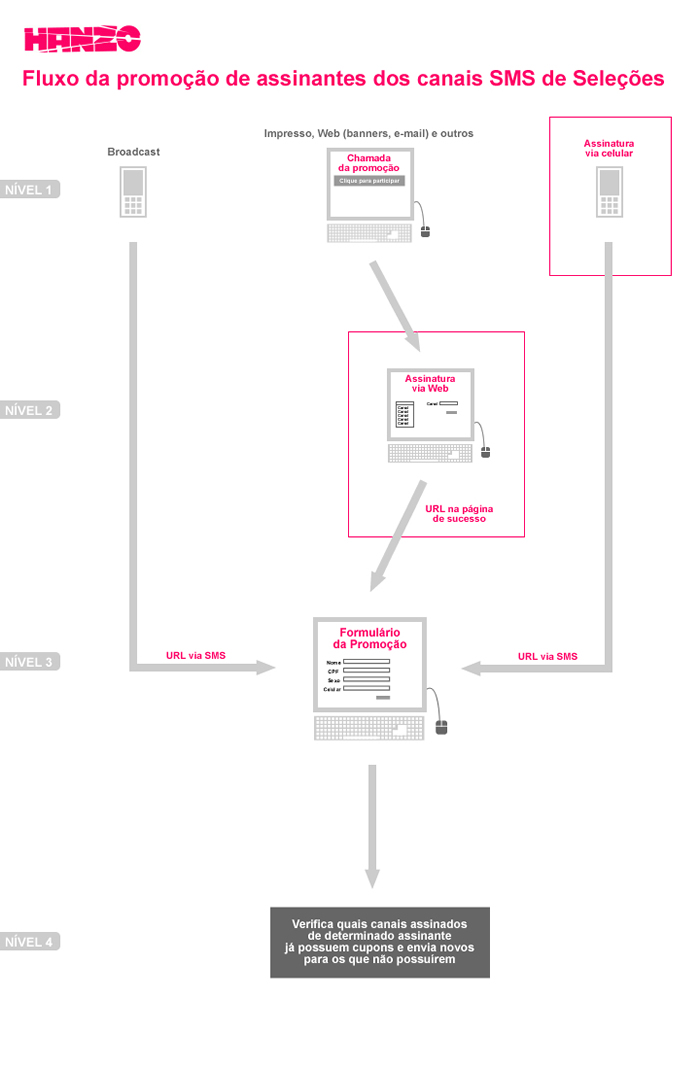 HANZO
Fluxo da promoção de assinantes dos canais SMS de Seleções
Impresso, Web (banners, e-mail) e outros
Broadcast
Assinatura
via celular
Chamada
da promoção
Clique para participar
NÍVEL 1
NÍVEL 2
Assinatura
via Web
Canal
Canal
Canal
Canal
Canal
Canal
URL na página
de sucesso
NÍVEL 3
URL via SMS
Formulário
da Promoção
Nome
CPF
Sexo
Celular
URL via SMS
NÍVEL 4
Verifica quais canais assinados
de determinado assinante
já possuem cupons e envia novos
para os que não possuirem